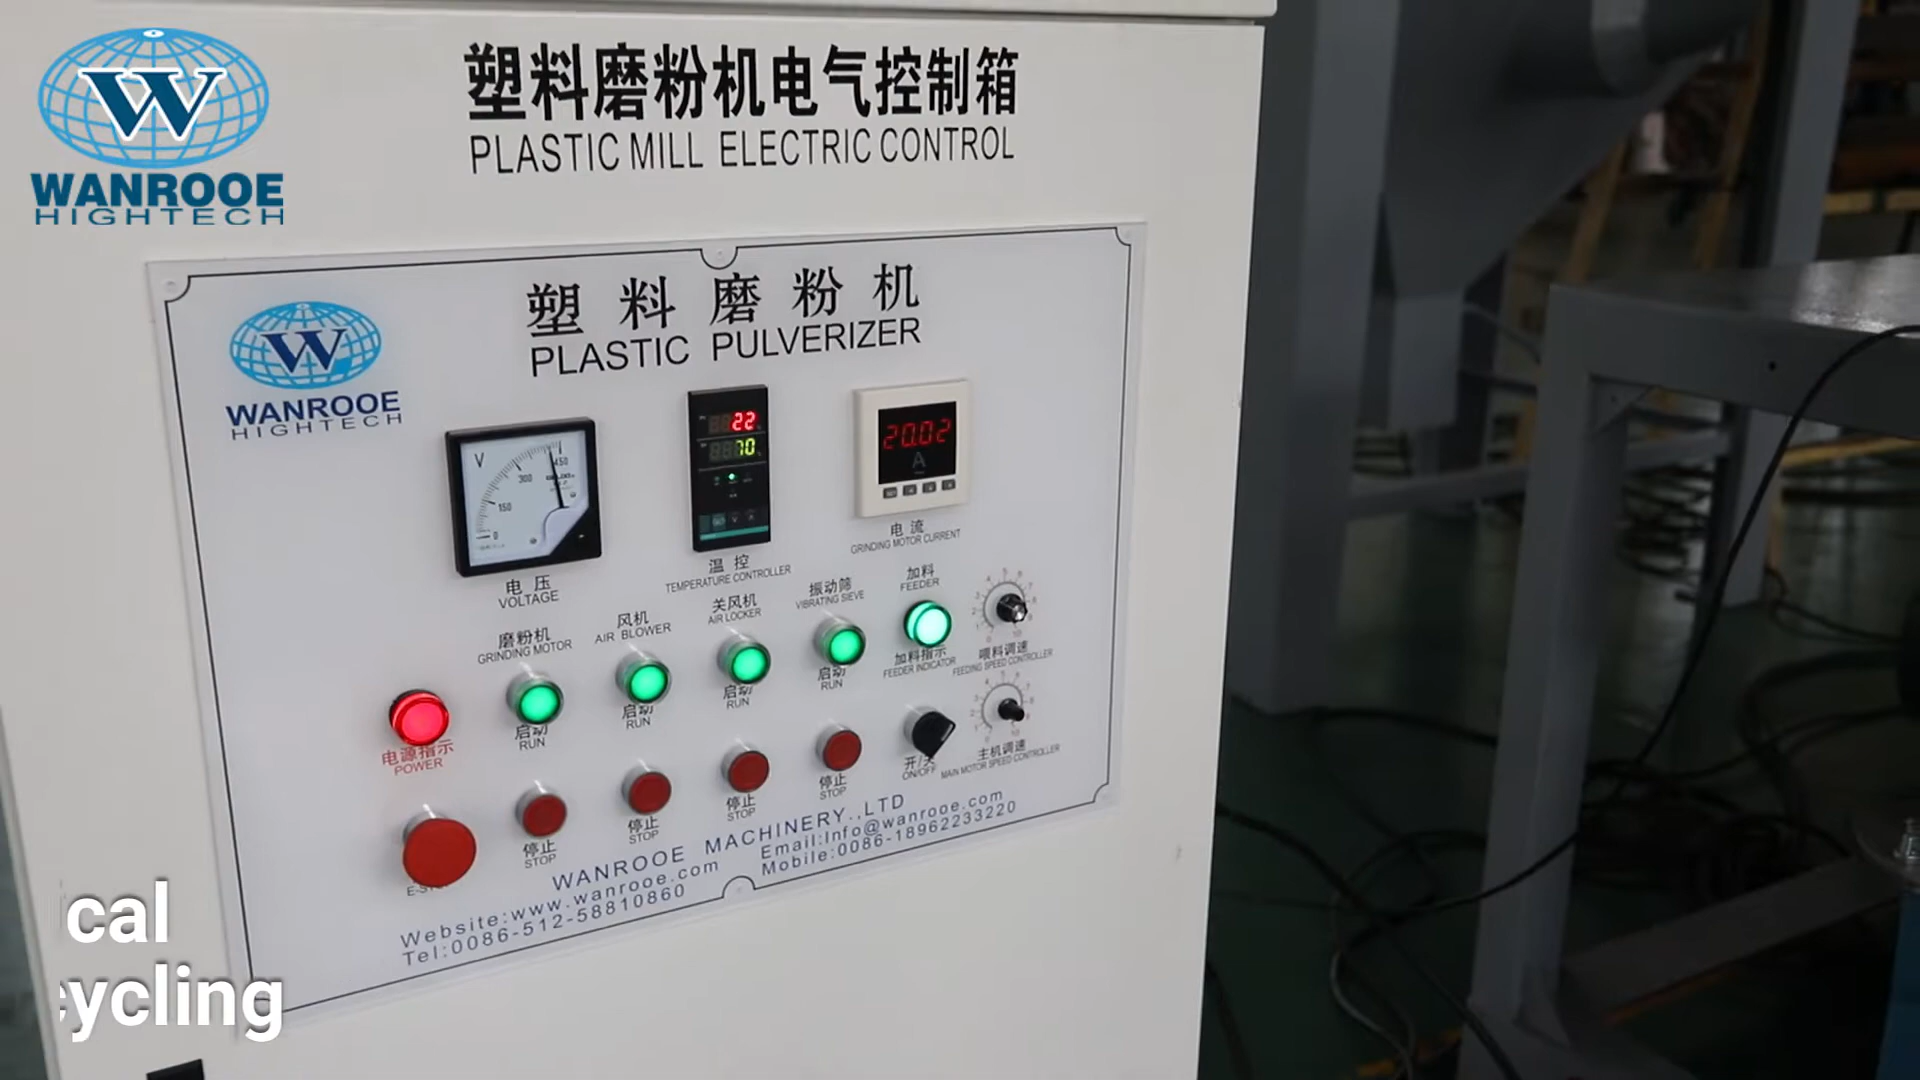 WANROOE
HIGHTECH
塑料磨粉机电气控制箱
PLASTIC MILL ELECTRIC CONTROL
塑料磨粉机
PLASTIC PULVERIZER
W
WANROOE
HIGHTECH
V
0
150
300
450
22
70
20.02
A
电压
VOLTAGE
温控
TEMPERATURE CONTROLLER
电流
GRINDING MOTOR CURRENT
磨粉机
GRINDING MOTOR
风机
AIR BLOWER
关风机
AIR LOCKER
振动筛
VIBRATING SIEVE
加料
FEEDER
电源指示
POWER
启动
RUN
启动
RUN
启动
RUN
启动
RUN
加料指示
FEEDER INDICATOR
喂料调速
FEEDING SPEED CONTROLLER
停止
STOP
停止
STOP
停止
STOP
停止
STOP
开/关
ON/OFF
主机调速
MAIN MOTOR SPEED CONTROLLER
WANROOE MACHINERY.,LTD
Website:www.wanrooe.com Email:Info@wanrooe.com
Tel:0086-512-58810860 Mobile:0086-18962233220
cal
cycling